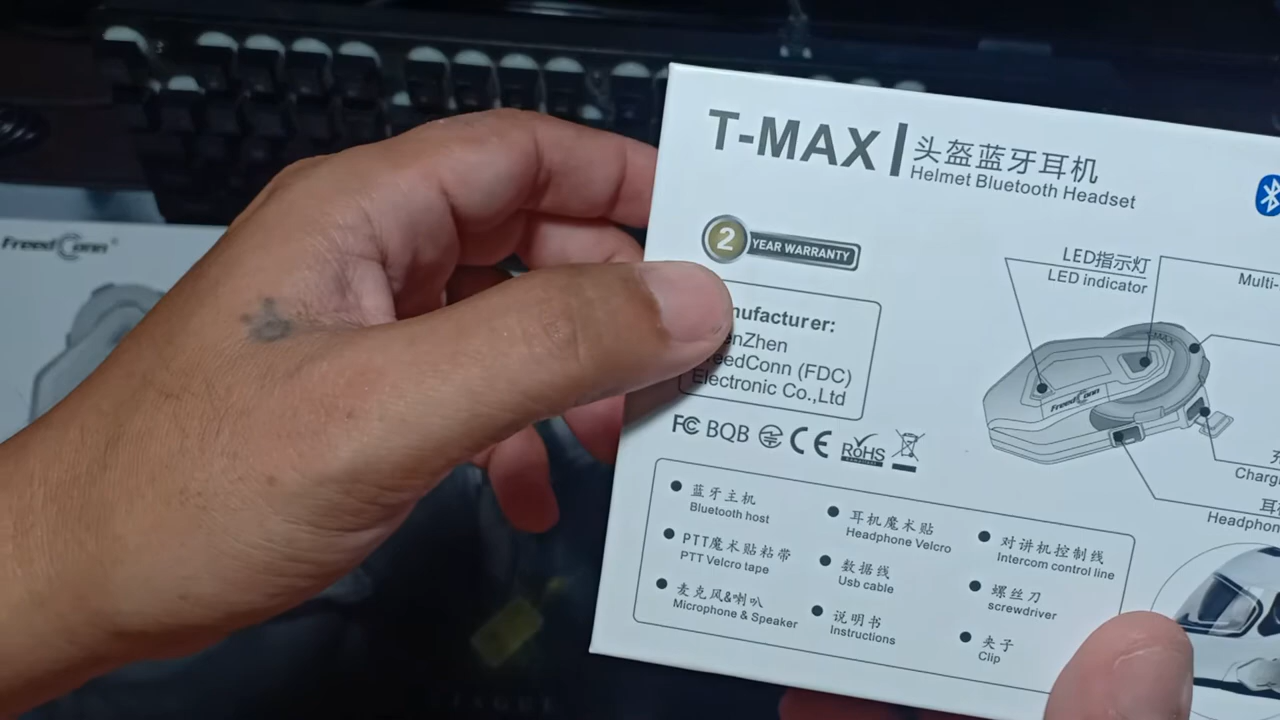 FreedConn
T-MAX
头盔蓝牙耳机
Helmet Bluetooth Headset
2 YEAR WARRANTY
nufacturer:
enZhen
reedConn (FDC)
Electronic Co.,Ltd
FC BQB CE RoHS
LED指示灯
LED indicator
Multi-
FreedConn
Charg
耳
Headphon
蓝牙主机
Bluetooth host
PTT魔术贴粘带
PTT Velcro tape
麦克风&喇叭
Microphone & Speaker
耳机魔术贴
Headphone Velcro
数据线
Usb cable
说明书
Instructions
对讲机控制线
Intercom control line
螺丝刀
screwdriver
夹子
Clip